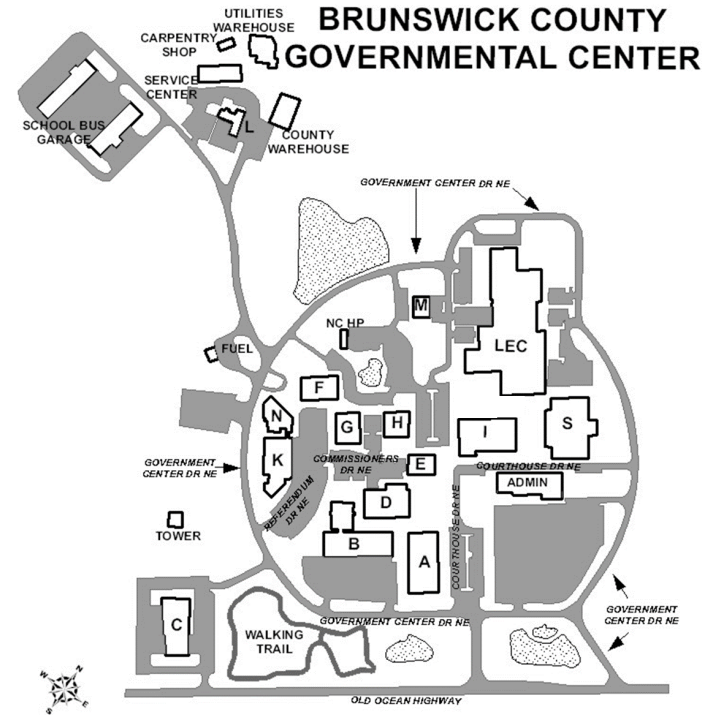 BRUNSWICK COUNTY
GOVERNMENTAL CENTER
UTILITIES
WAREHOUSE
CARPENTRY
SHOP
SERVICE
CENTER
SCHOOL BUS
GARAGE
L
COUNTY
WAREHOUSE
GOVERNMENT CENTER DR NE
M
NC HP
LEC
FUEL
F
N
G
H
I
S
K
COMMISSIONERS
DR NE
E
GOVERNMENT
CENTER DR NE
COURTHOUSE DR NE
ADMIN
REFERENDUM
DR NE
D
COURTHOUSE DR NE
TOWER
B
A
C
WALKING
TRAIL
GOVERNMENT CENTER DR NE
GOVERNMENT
CENTER DR NE
N
W
E
S
OLD OCEAN HIGHWAY